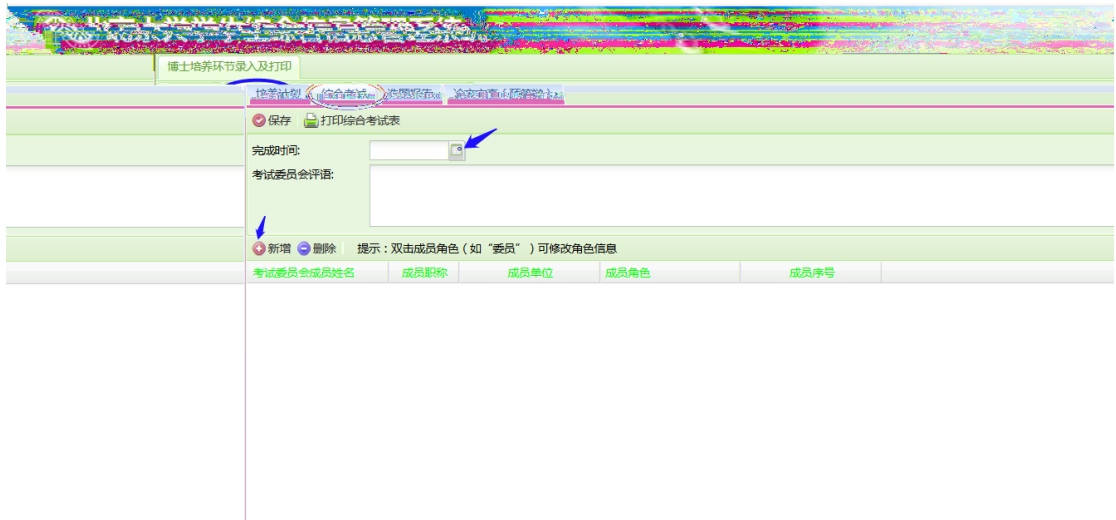 博士培养环节录入及打印
培养计划 综合考试 选题报告
保存 打印综合考试表
完成时间:
考试委员会评语:
新增 删除 提示：双击成员角色（如“委员”）可修改角色信息
考试委员会成员姓名 成员职称 成员单位 成员角色 成员序号